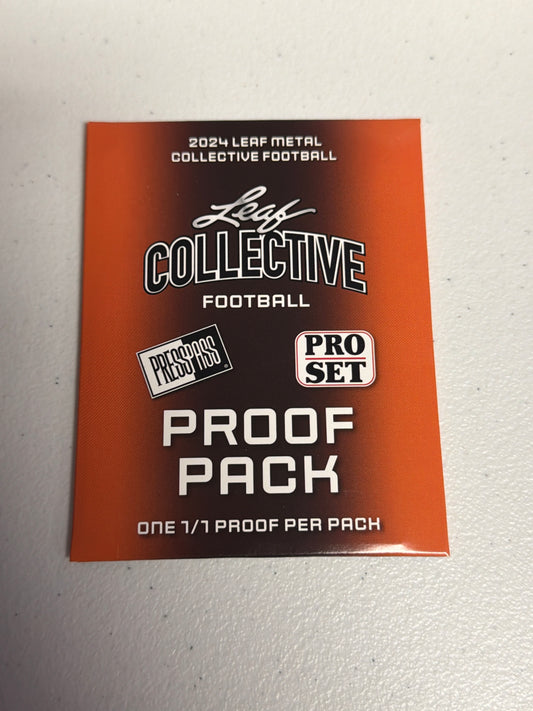 2024 LEAF METAL
COLLECTIVE FOOTBALL
Leaf
COLLECTIVE
FOOTBALL
PRESS PASS
PRO
SET
PROOF
PACK
ONE 1/1 PROOF PER PACK